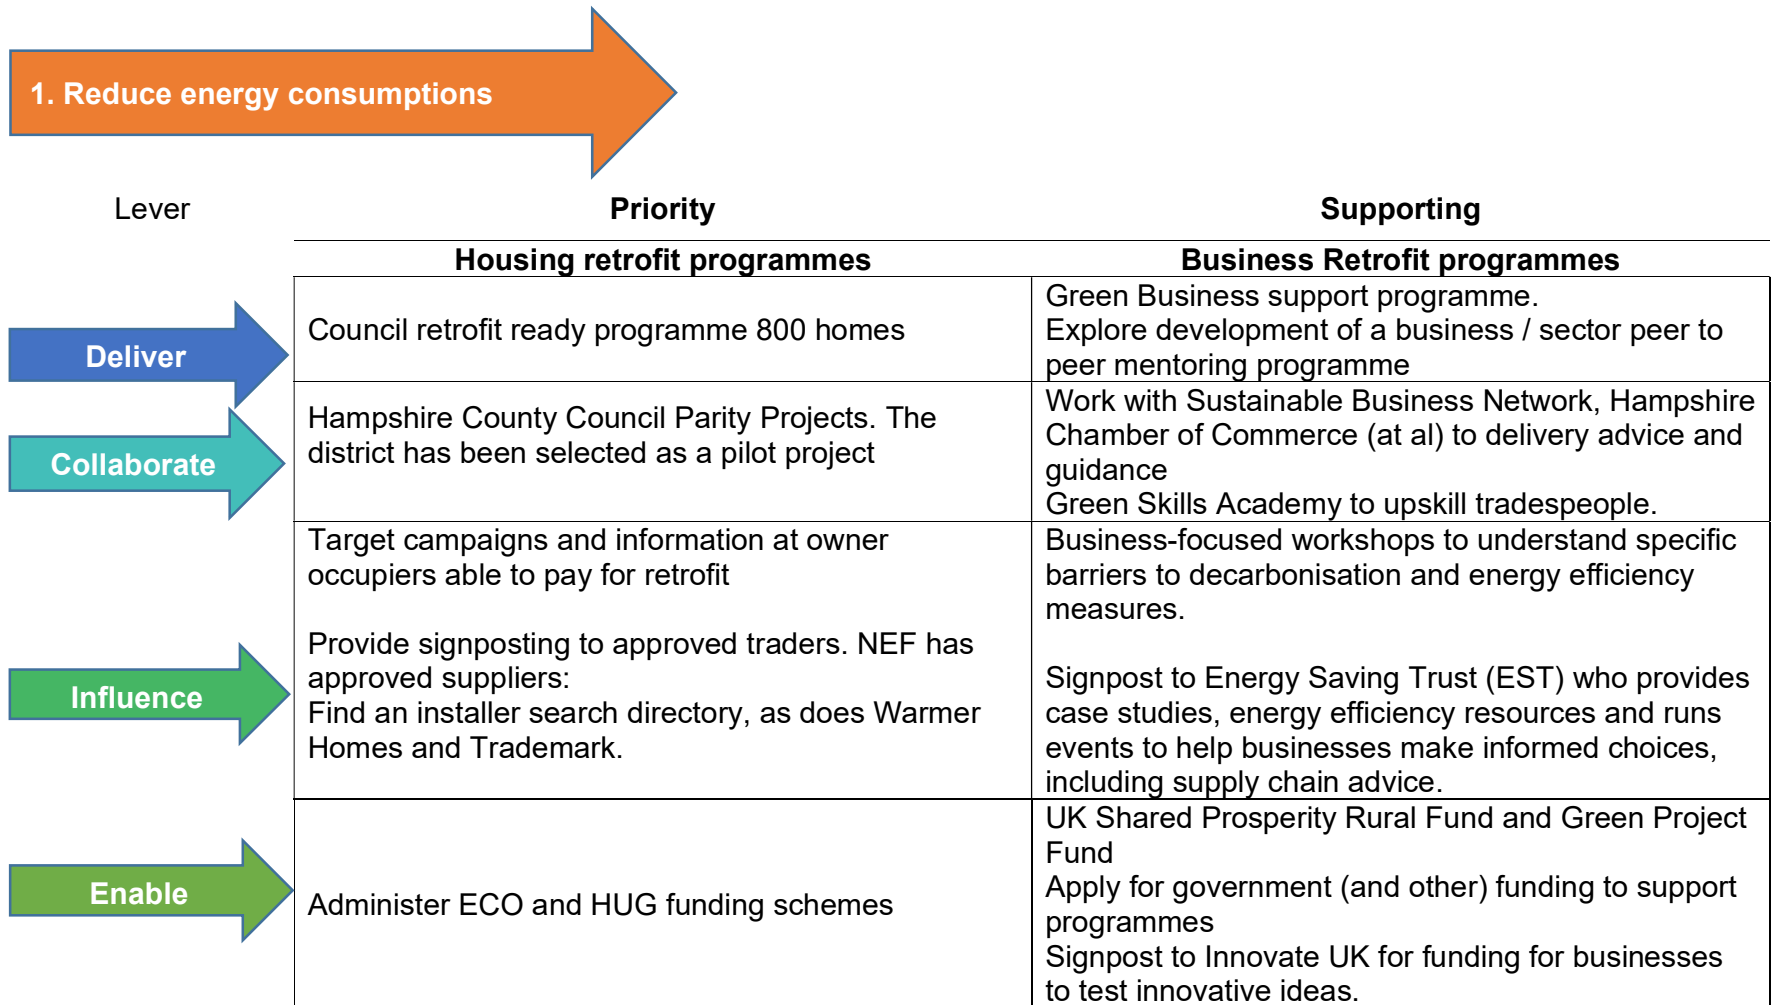 1. Reduce energy consumptions
Lever
Priority
Supporting
Housing retrofit programmes
Business Retrofit programmes
Deliver
Council retrofit ready programme 800 homes
Green Business support programme.
Explore development of a business / sector peer to
peer mentoring programme
Collaborate
Hampshire County Council Parity Projects. The
district has been selected as a pilot project
Work with Sustainable Business Network, Hampshire
Chamber of Commerce (at al) to delivery advice and
guidance
Green Skills Academy to upskill tradespeople.
Influence
Target campaigns and information at owner
occupiers able to pay for retrofit
Provide signposting to approved traders. NEF has
approved suppliers:
Find an installer search directory, as does Warmer
Homes and Trademark.
Business-focused workshops to understand specific
barriers to decarbonisation and energy efficiency
measures.
Signpost to Energy Saving Trust (EST) who provides
case studies, energy efficiency resources and runs
events to help businesses make informed choices,
including supply chain advice.
Enable
Administer ECO and HUG funding schemes
UK Shared Prosperity Rural Fund and Green Project
Fund
Apply for government (and other) funding to support
programmes
Signpost to Innovate UK for funding for businesses
to test innovative ideas.